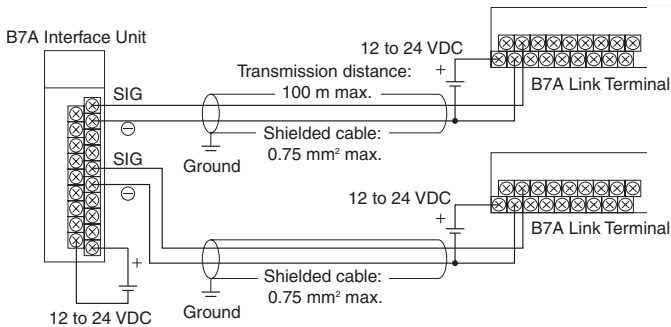 B7A Interface Unit
SIG
⊖
SIG
⊖
+
12 to 24 VDC
Transmission distance:
100 m max.
Shielded cable:
0.75 mm² max.
Ground
12 to 24 VDC
+
B7A Link Terminal
12 to 24 VDC
+
B7A Link Terminal
Shielded cable:
0.75 mm² max.
Ground